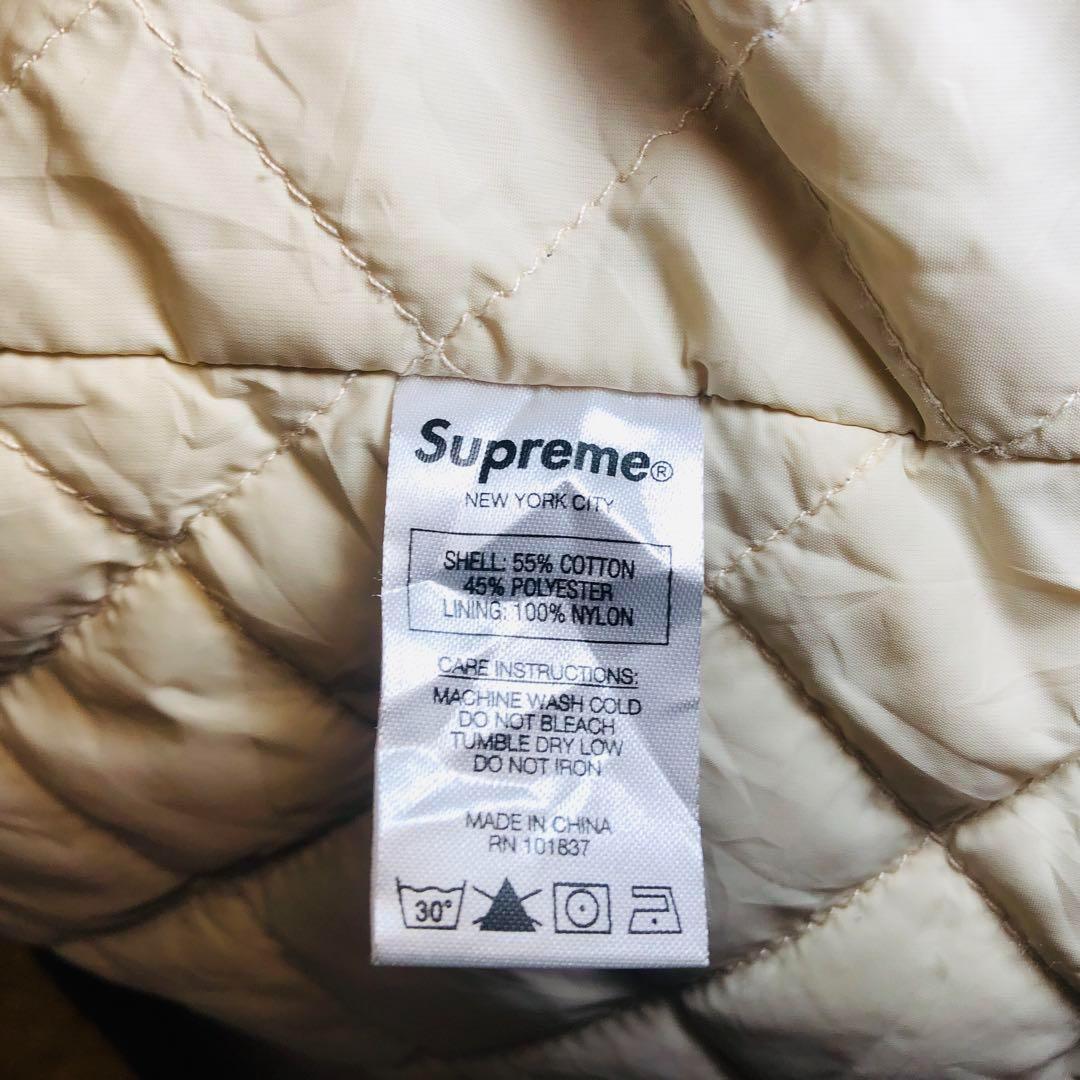 Supreme®
NEW YORK CITY
SHELL: 55% COTTON
45% POLYESTER
LINING: 100% NYLON
CARE INSTRUCTIONS:
MACHINE WASH COLD
DO NOT BLEACH
TUMBLE DRY LOW
DO NOT IRON
MADE IN CHINA
RN 101837
30°